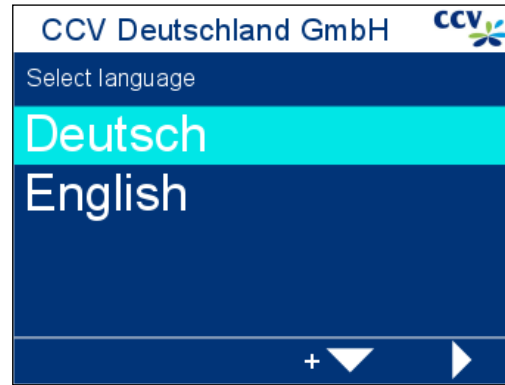 CCV Deutschland GmbH
CCV
Select language
Deutsch
English
+